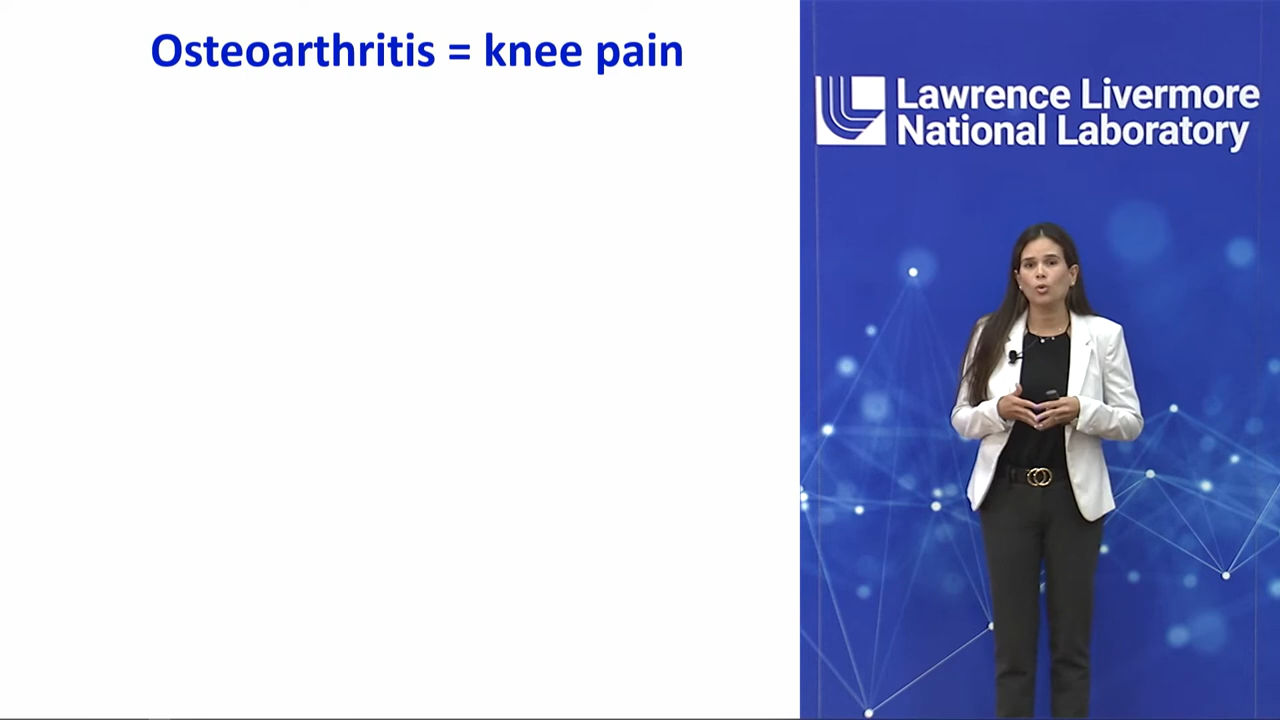 Osteoarthritis = knee pain
Lawrence Livermore
National Laboratory